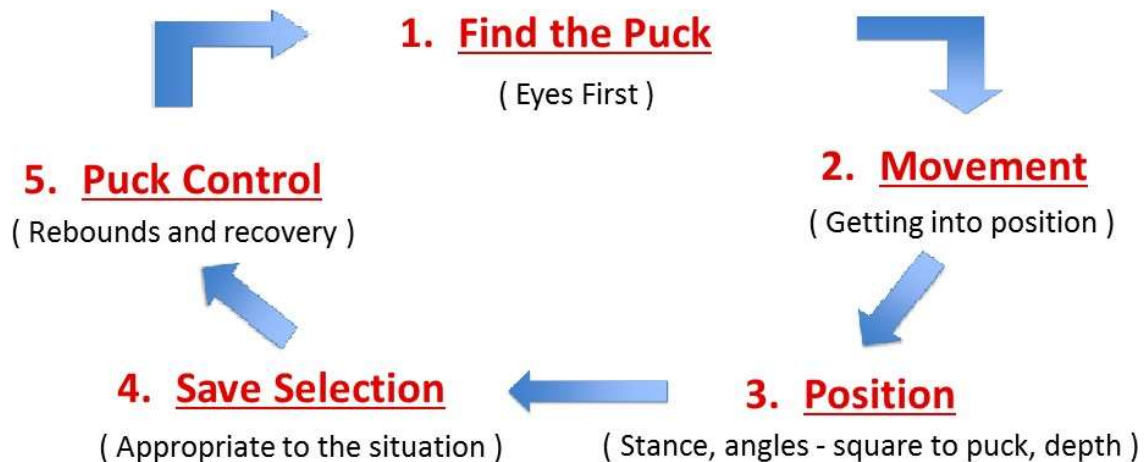 1. Find the Puck
( Eyes First )
2. Movement
( Getting into position )
3. Position
( Stance, angles - square to puck, depth )
4. Save Selection
( Appropriate to the situation )
5. Puck Control
( Rebounds and recovery )